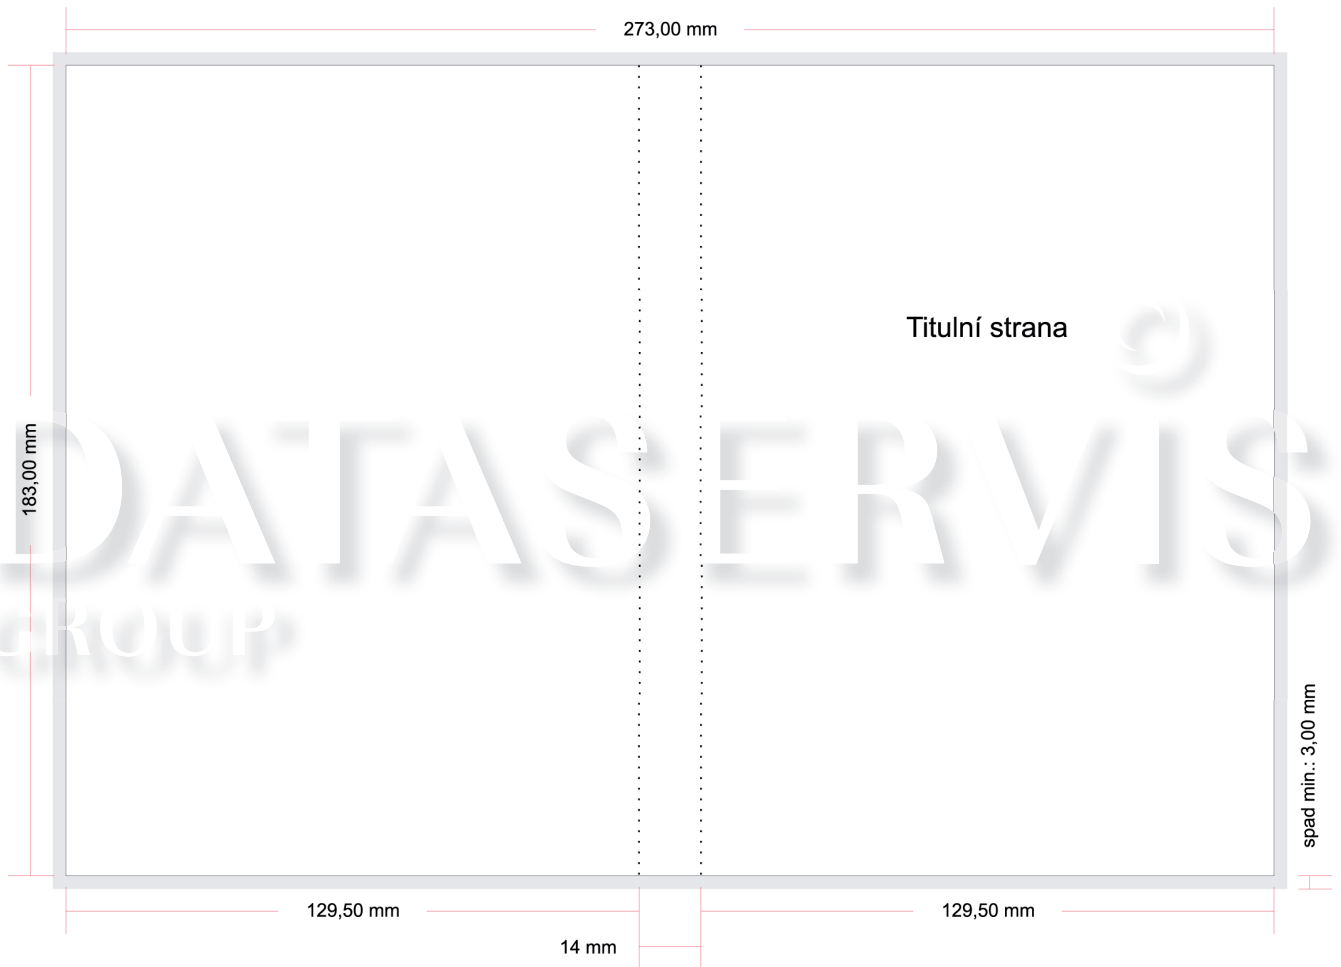 273,00 mm
Titulní strana
183,00 mm
DATASERVIS
GROUP
spad min.: 3,00 mm
129,50 mm
129,50 mm
14 mm